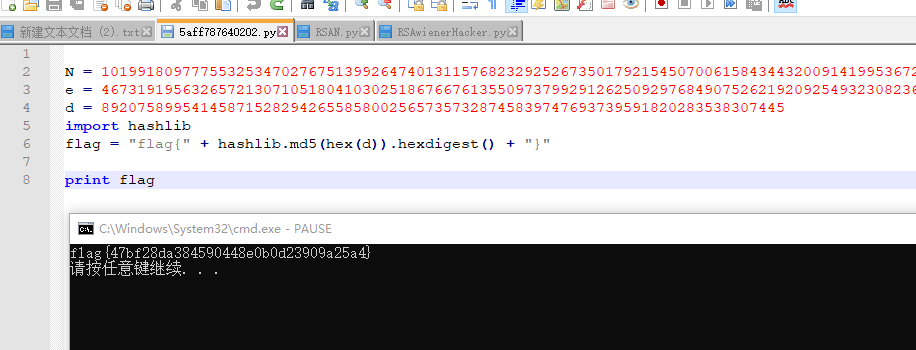 新建文本文档 (2).txt 5aff787640202.py RSAN.py RSAwienerHacker.py
1
2 N = 101991809777553253470276751399264740131157682329252673501792154507006158434432009141995367
3 e = 46731919563265721307105180410302518676676135509737992912625092976849075262192092549323082366
4 d = 8920758995414587152829426558580025657357328745839747693739591820283538307445
5 import hashlib
6 flag = "flag{" + hashlib.md5(hex(d)).hexdigest() + "}"
7
8 print flag
C:\Windows\System32\cmd.exe - PAUSE
flag{47bf28da384590448e0b0d23909a25a4}
请按任意键继续. . .